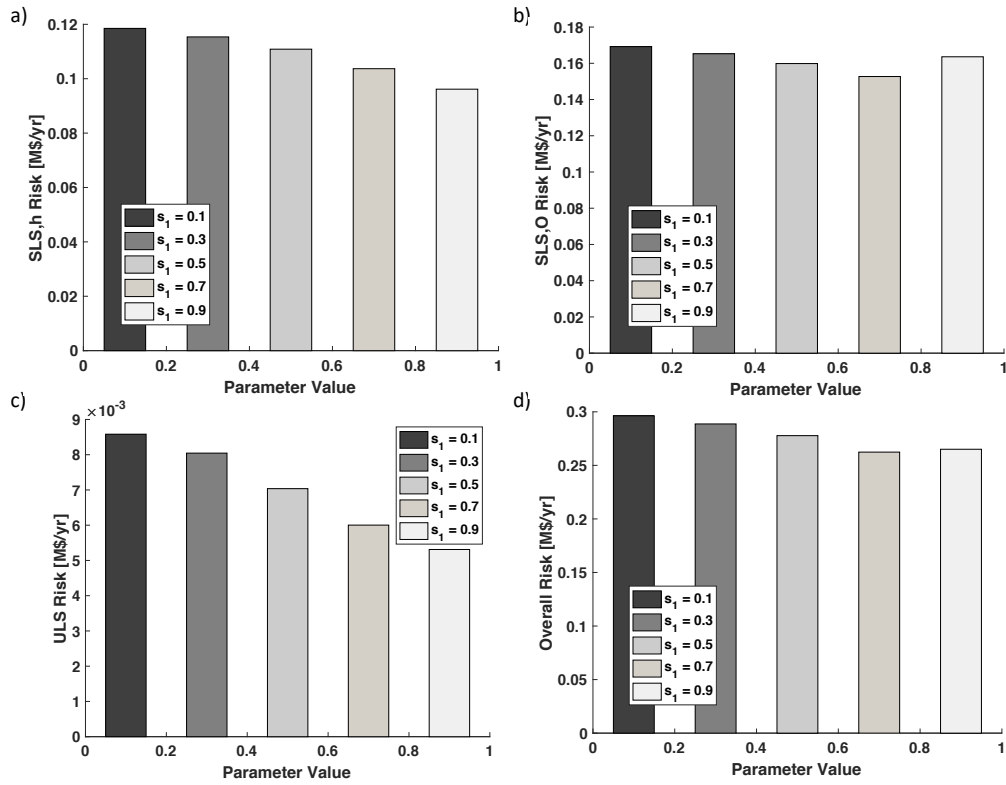 a)
0.12
0.1
0.08
0.06
0.04
0.02
0
SLS,h Risk [M$/yr]
s1 = 0.1
s1 = 0.3
s1 = 0.5
s1 = 0.7
s1 = 0.9
0 0.2 0.4 0.6 0.8 1
Parameter Value
b)
0.18
0.16
0.14
0.12
0.1
0.08
0.06
0.04
0.02
0
SLS,O Risk [M$/yr]
s1 = 0.1
s1 = 0.3
s1 = 0.5
s1 = 0.7
s1 = 0.9
0 0.2 0.4 0.6 0.8 1
Parameter Value
c)
×10-3
9
8
7
6
5
4
3
2
1
0
ULS Risk [M$/yr]
s1 = 0.1
s1 = 0.3
s1 = 0.5
s1 = 0.7
s1 = 0.9
0 0.2 0.4 0.6 0.8 1
Parameter Value
d)
0.3
0.25
0.2
0.15
0.1
0.05
0
Overall Risk [M$/yr]
s1 = 0.1
s1 = 0.3
s1 = 0.5
s1 = 0.7
s1 = 0.9
0 0.2 0.4 0.6 0.8 1
Parameter Value